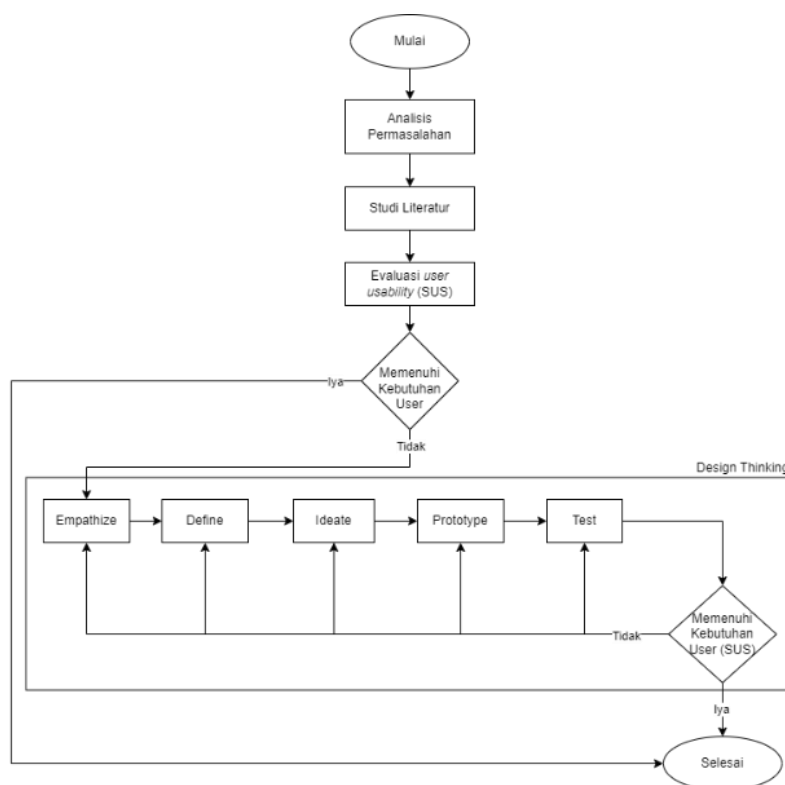 Mulai
Analisis
Permasalahan
Studi Literatur
Evaluasi user
usability (SUS)
Memenuhi
Kebutuhan
User
Iya
Tidak
Design Thinking
Empathize
Define
Ideate
Prototype
Test
Memenuhi
Kebutuhan
User (SUS)
Tidak
Iya
Selesai